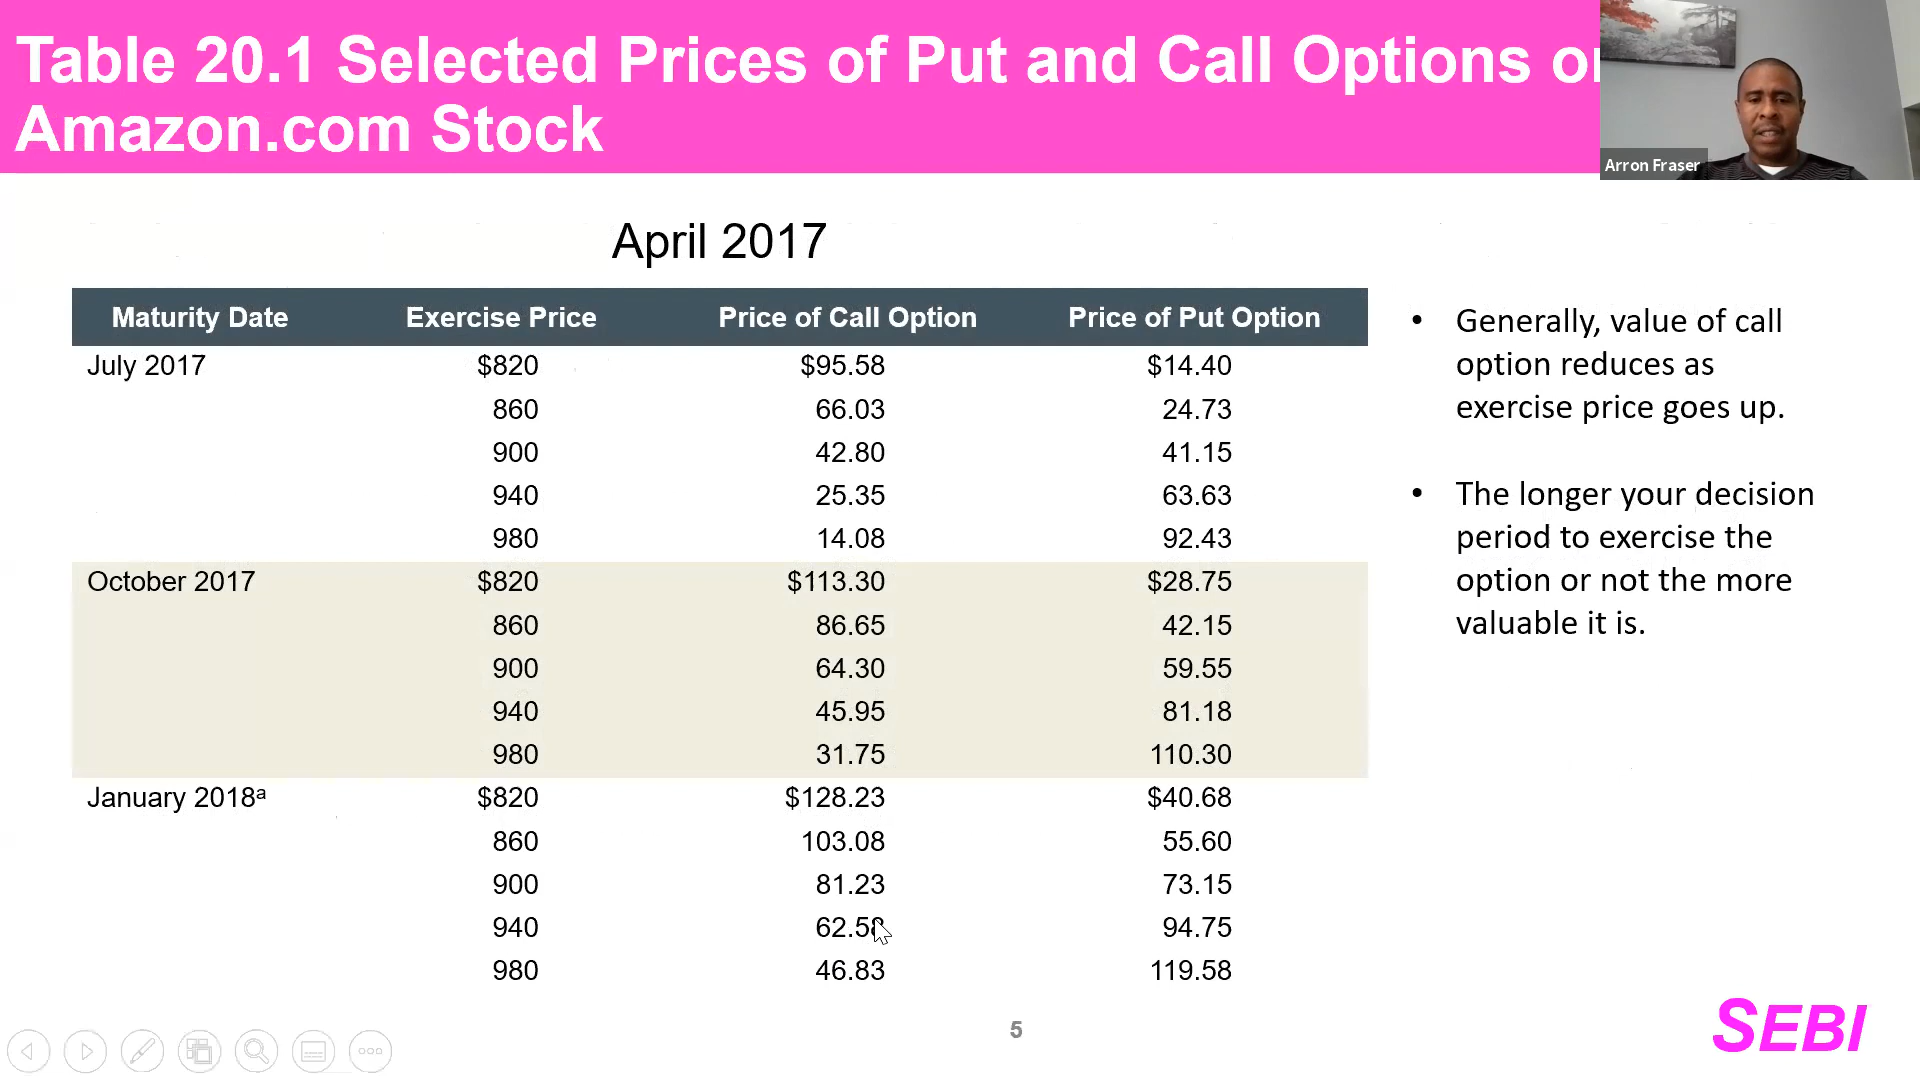 Table 20.1 Selected Prices of Put and Call Options
Amazon.com Stock
Arron Fraser
April 2017
Maturity Date Exercise Price Price of Call Option Price of Put Option
July 2017 $820 $95.58 $14.40
860 66.03 24.73
900 42.80 41.15
940 25.35 63.63
980 14.08 92.43
October 2017 $820 $113.30 $28.75
860 86.65 42.15
900 64.30 59.55
940 45.95 81.18
980 31.75 110.30
January 2018ᵃ $820 $128.23 $40.68
860 103.08 55.60
900 81.23 73.15
940 62.58 94.75
980 46.83 119.58
• Generally, value of call
option reduces as
exercise price goes up.
• The longer your decision
period to exercise the
option or not the more
valuable it is.
5
SEBI